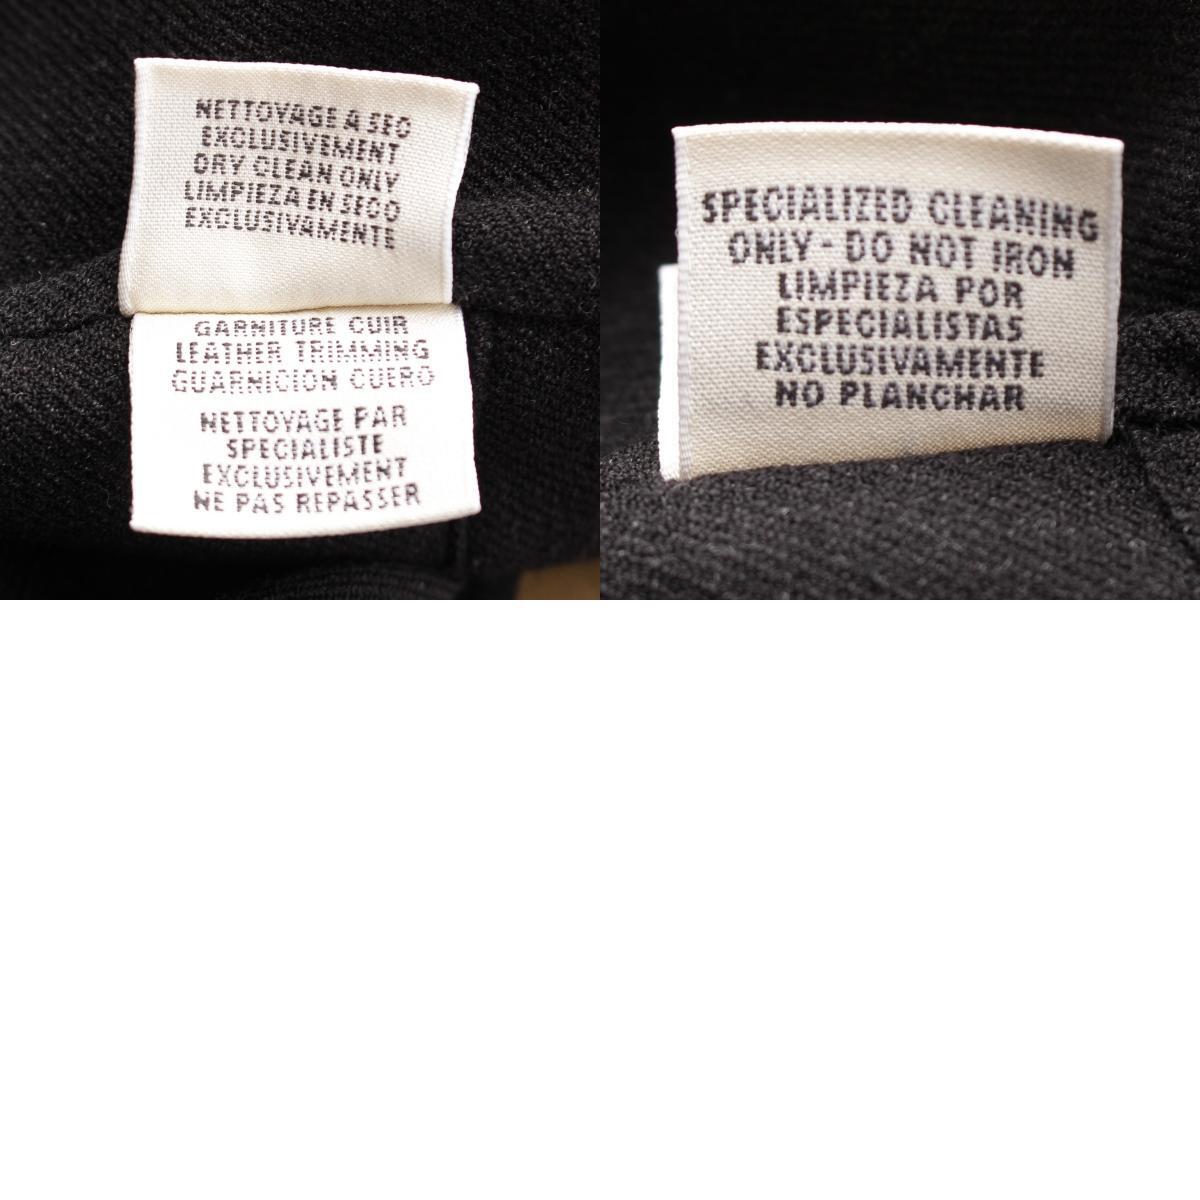 NETTOYAGE A SEC
EXCLUSIVEMENT
DRY CLEAN ONLY
LIMPIEZA EN SECO
EXCLUSIVAMENTE
GARNITURE CUIR
LEATHER TRIMMING
GUARNICION CUERO
NETTOYAGE PAR
SPECIALISTE
EXCLUSIVEMENT
NE PAS REPASSER
SPECIALIZED CLEANING
ONLY - DO NOT IRON
LIMPIEZA POR
ESPECIALISTAS
EXCLUSIVAMENTE
NO PLANCHAR